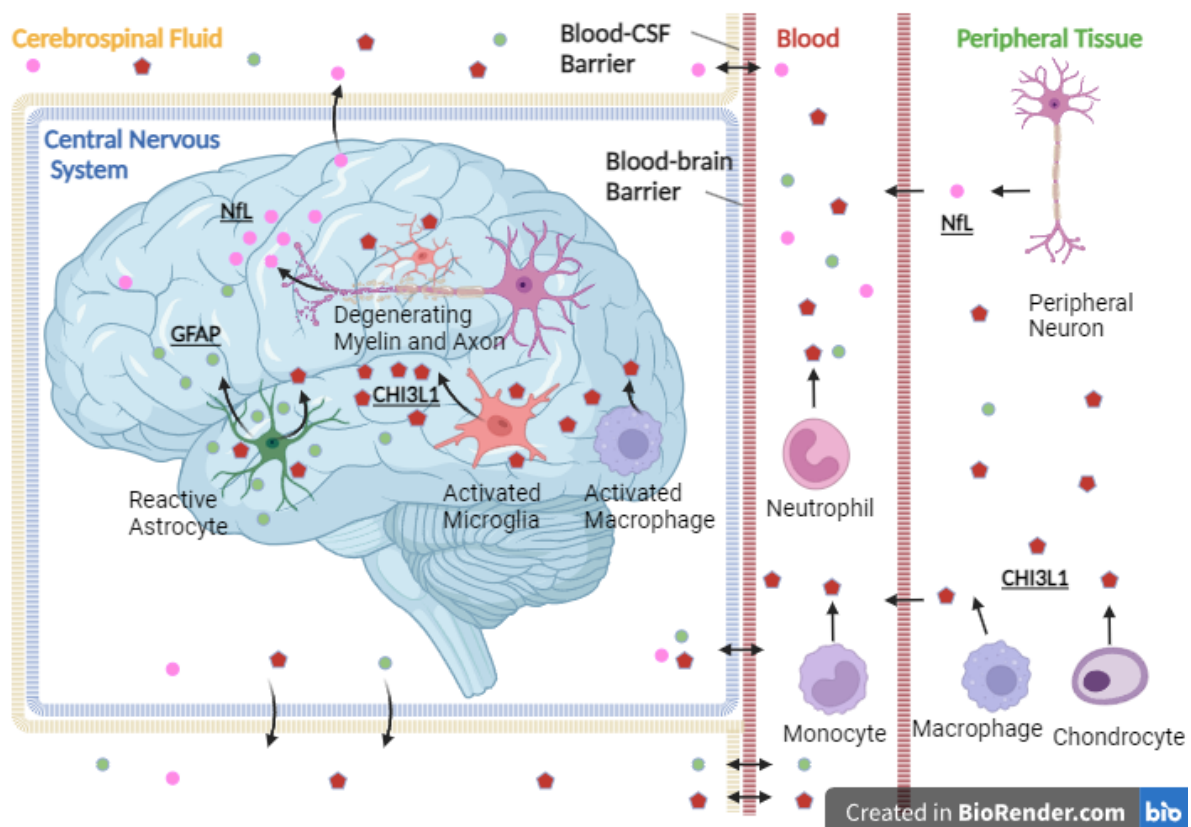 Cerebrospinal Fluid
Blood-CSF
Barrier
Blood
Peripheral Tissue
Central Nervous
System
Blood-brain
Barrier
NfL
NfL
Degenerating
Myelin and Axon
Peripheral
Neuron
GFAP
CHI3L1
Reactive
Astrocyte
Activated
Microglia
Activated
Macrophage
Neutrophil
CHI3L1
Monocyte
Macrophage
Chondrocyte
Created in BioRender.com
bio